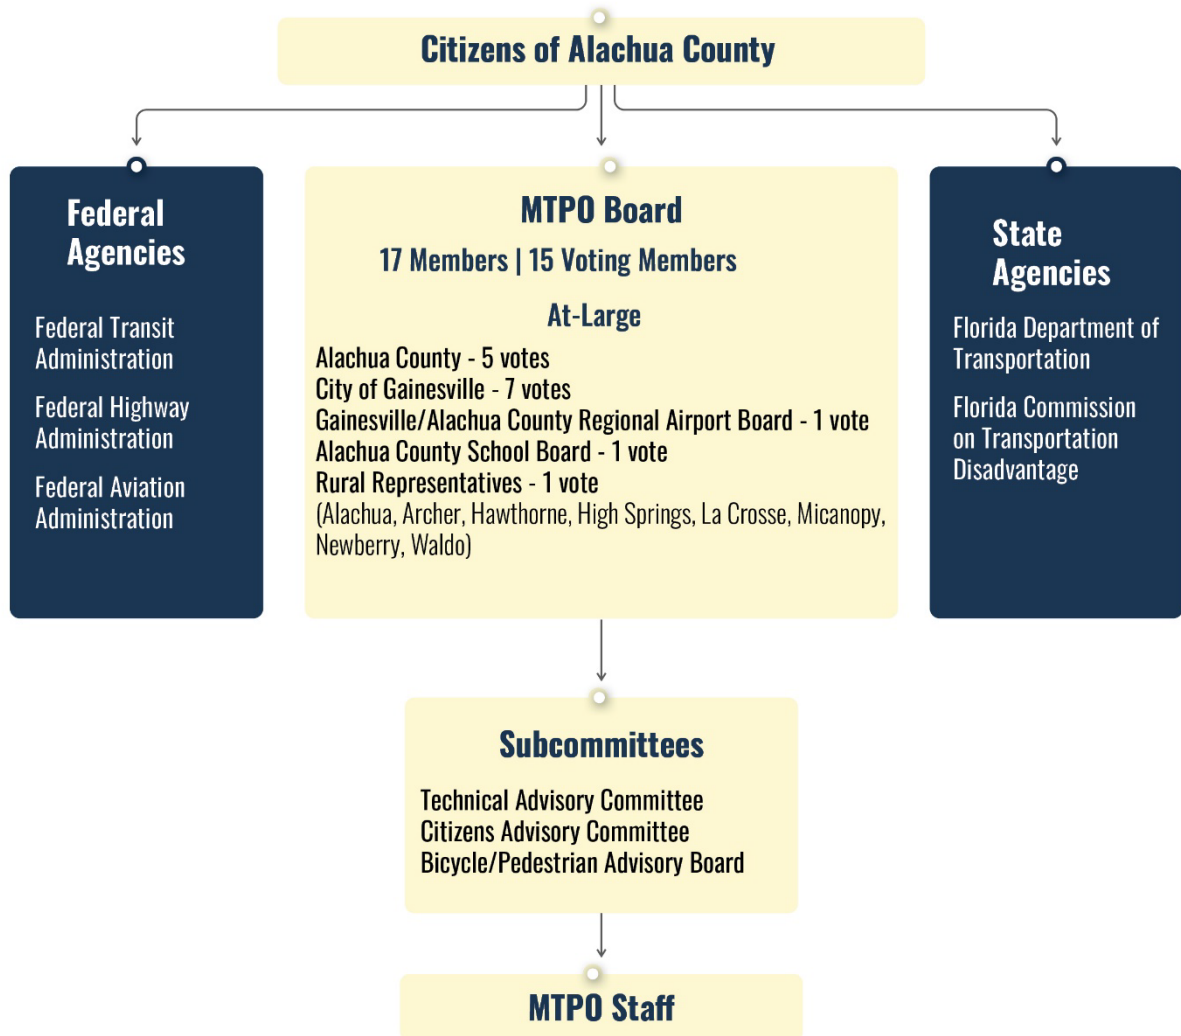 Citizens of Alachua County
Federal
Agencies
Federal Transit
Administration
Federal Highway
Administration
Federal Aviation
Administration
MTPO Board
17 Members | 15 Voting Members
At-Large
Alachua County - 5 votes
City of Gainesville - 7 votes
Gainesville/Alachua County Regional Airport Board - 1 vote
Alachua County School Board - 1 vote
Rural Representatives - 1 vote
(Alachua, Archer, Hawthorne, High Springs, La Crosse, Micanopy,
Newberry, Waldo)
State
Agencies
Florida Department of
Transportation
Florida Commission
on Transportation
Disadvantage
Subcommittees
Technical Advisory Committee
Citizens Advisory Committee
Bicycle/Pedestrian Advisory Board
MTPO Staff